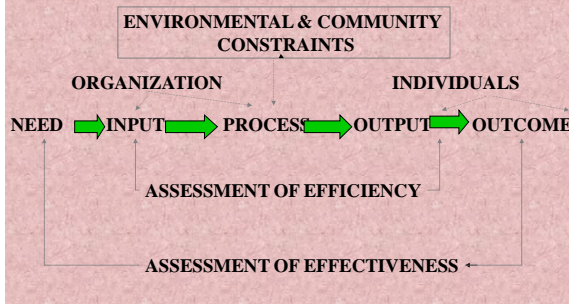 ENVIRONMENTAL & COMMUNITY
CONSTRAINTS
ORGANIZATION INDIVIDUALS
NEED INPUT PROCESS OUTPUT OUTCOME
ASSESSMENT OF EFFICIENCY
ASSESSMENT OF EFFECTIVENESS